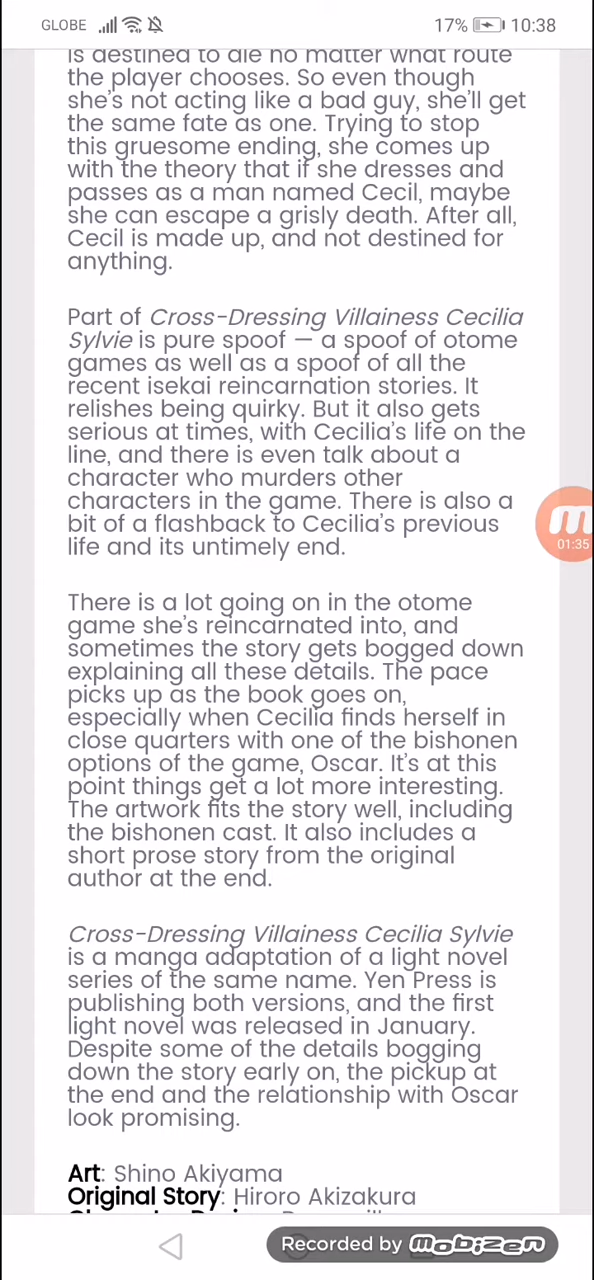 GLOBE 17% 10:38
is destined to die no matter what route
the player chooses. So even though
she's not acting like a bad guy, she'll get
the same fate as one. Trying to stop
this gruesome ending, she comes up
with the theory that if she dresses and
passes as a man named Cecil, maybe
she can escape a grisly death. After all,
Cecil is made up, and not destined for
anything.
Part of Cross-Dressing Villainess Cecilia
Sylvie is pure spoof — a spoof of otome
games as well as a spoof of all the
recent isekai reincarnation stories. It
relishes being quirky. But it also gets
serious at times, with Cecilia's life on the
line, and there is even talk about a
character who murders other
characters in the game. There is also a
bit of a flashback to Cecilia's previous
life and its untimely end.
01:35
There is a lot going on in the otome
game she's reincarnated into, and
sometimes the story gets bogged down
explaining all these details. The pace
picks up as the book goes on,
especially when Cecilia finds herself in
close quarters with one of the bishonen
options of the game, Oscar. It's at this
point things get a lot more interesting.
The artwork fits the story well, including
the bishonen cast. It also includes a
short prose story from the original
author at the end.
Cross-Dressing Villainess Cecilia Sylvie
is a manga adaptation of a light novel
series of the same name. Yen Press is
publishing both versions, and the first
light novel was released in January.
Despite some of the details bogging
down the story early on, the pickup at
the end and the relationship with Oscar
look promising.
Art: Shino Akiyama
Original Story: Hiroro Akizakura
Recorded by mobizen